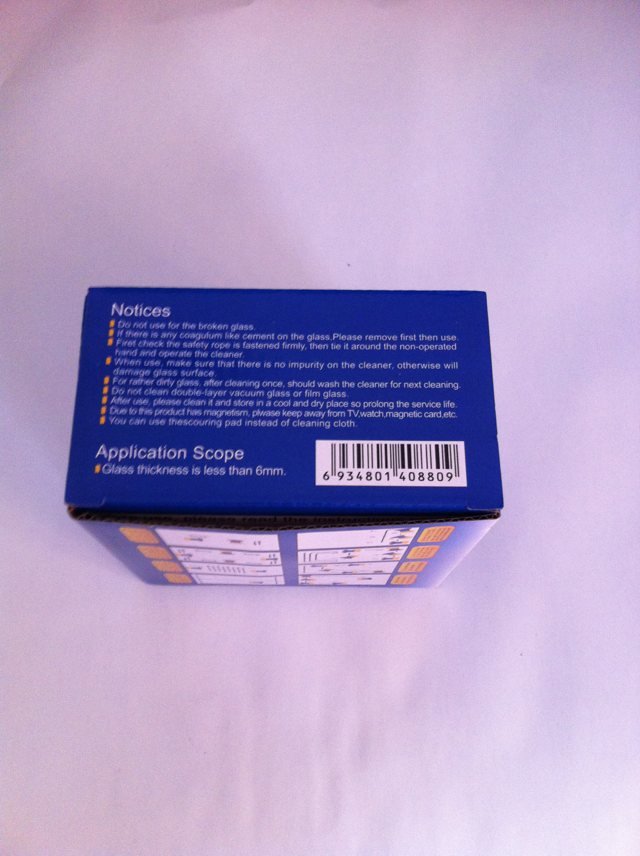 Notices
Do not use for the broken glass.
If there is any coagulum like cement on the glass,Please remove first then use.
First check the safety rope is fastened firmly, then tie it around the non-operated
hand and operate the cleaner.
When use, make sure that there is no impurity on the cleaner, otherwise will
damage glass surface.
For rather dirty glass, after cleaning once, should wash the cleaner for next cleaning.
Do not clean double-layer vacuum glass or film glass.
After use, please clean it and store in a cool and dry place so prolong the service life.
Due to this product has magnetism, plwase keep away from TV,watch,magnetic card,etc.
You can use thescouring pad instead of cleaning cloth.
Application Scope
Glass thickness is less than 6mm.
6 934801 408809